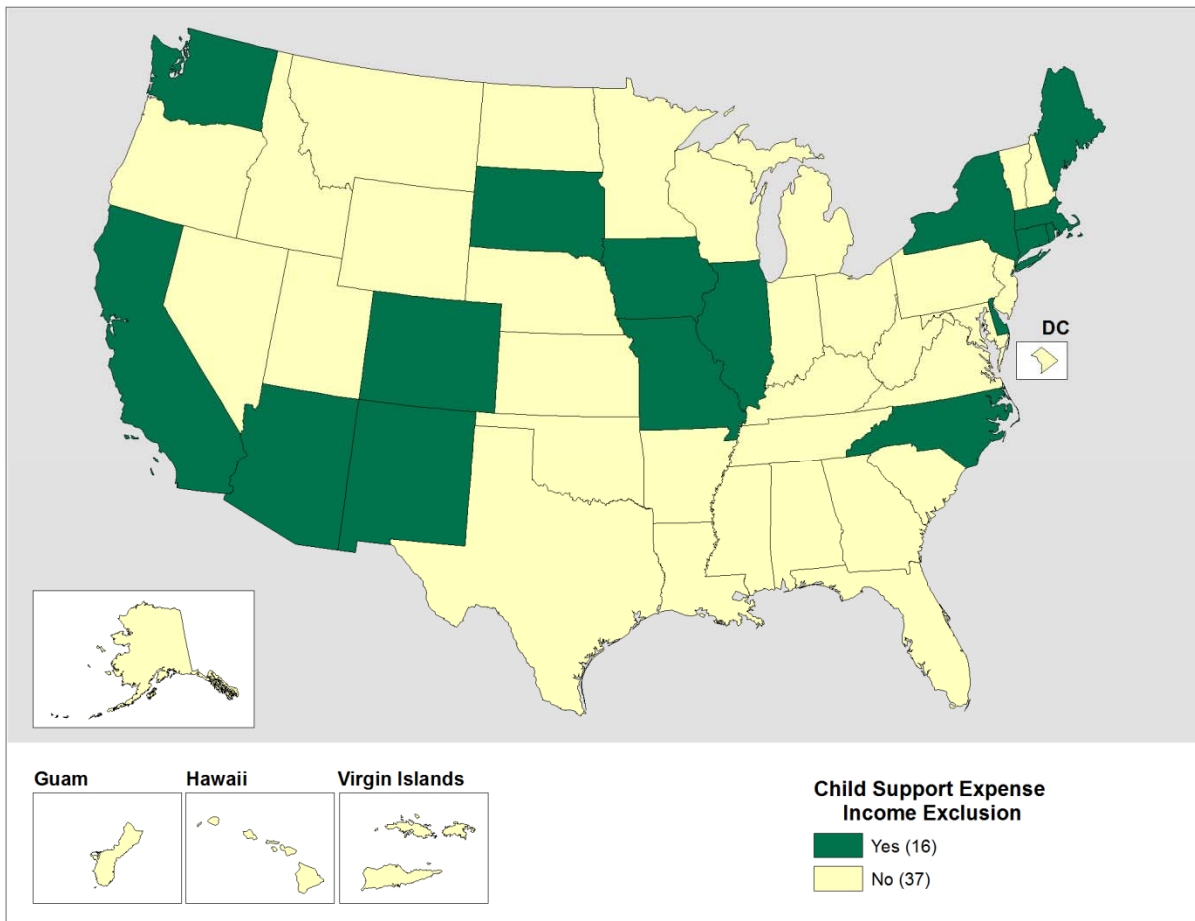 DC
Guam
Hawaii
Virgin Islands
Child Support Expense
Income Exclusion
Yes (16)
No (37)